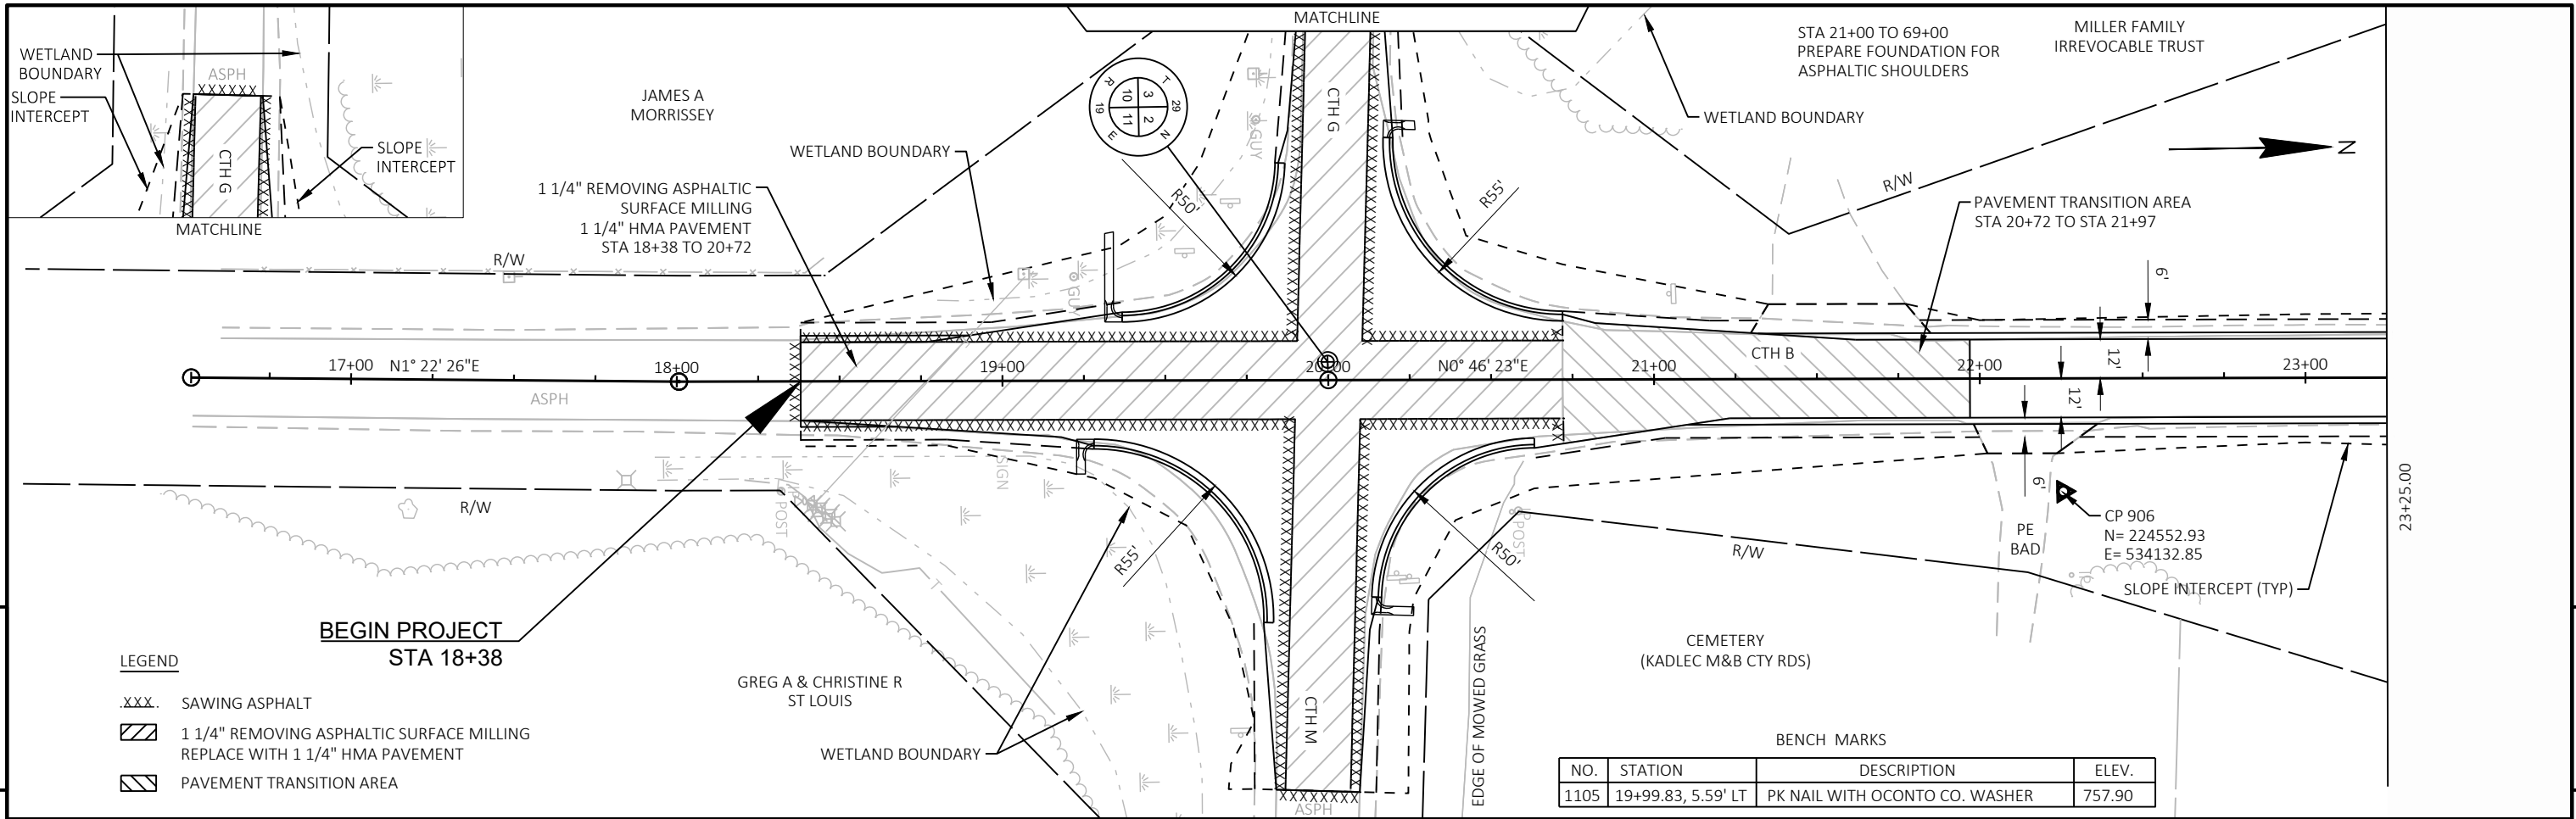 MATCHLINE
WETLAND
BOUNDARY
SLOPE
INTERCEPT
ASPH
CTH G
SLOPE
INTERCEPT
MATCHLINE
JAMES A
MORRISSEY
WETLAND BOUNDARY
1 1/4" REMOVING ASPHALTIC
SURFACE MILLING
1 1/4" HMA PAVEMENT
STA 18+38 TO 20+72
R/W
T
29
N
R
19
E
3
10
2
11
GUY
GUY
R50'
CTH G
R55'
STA 21+00 TO 69+00
PREPARE FOUNDATION FOR
ASPHALTIC SHOULDERS
MILLER FAMILY
IRREVOCABLE TRUST
WETLAND BOUNDARY
N
R/W
PAVEMENT TRANSITION AREA
STA 20+72 TO STA 21+97
6'
12'
17+00
N1° 22' 26"E
18+00
19+00
20+00
N0° 46' 23"E
21+00
CTH B
22+00
23+00
12'
6'
ASPH
SIGN
POST
R/W
R55'
R50'
POST
R/W
PE
BAD
CP 906
N= 224552.93
E= 534132.85
SLOPE INTERCEPT (TYP)
23+25.00
BEGIN PROJECT
STA 18+38
GREG A & CHRISTINE R
ST LOUIS
WETLAND BOUNDARY
CTH M
ASPH
EDGE OF MOWED GRASS
CEMETERY
(KADLEC M&B CTY RDS)
LEGEND
XXX SAWING ASPHALT
1 1/4" REMOVING ASPHALTIC SURFACE MILLING
REPLACE WITH 1 1/4" HMA PAVEMENT
PAVEMENT TRANSITION AREA
BENCH MARKS
NO. STATION DESCRIPTION ELEV.
1105 19+99.83, 5.59' LT PK NAIL WITH OCONTO CO. WASHER 757.90